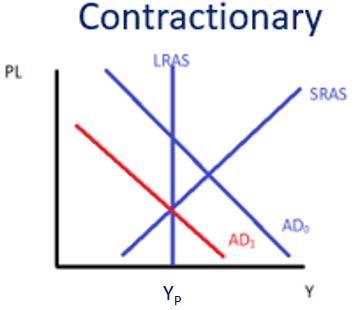 Contractionary
LRAS
PL
SRAS
AD₀
AD₁
Yₚ
Y